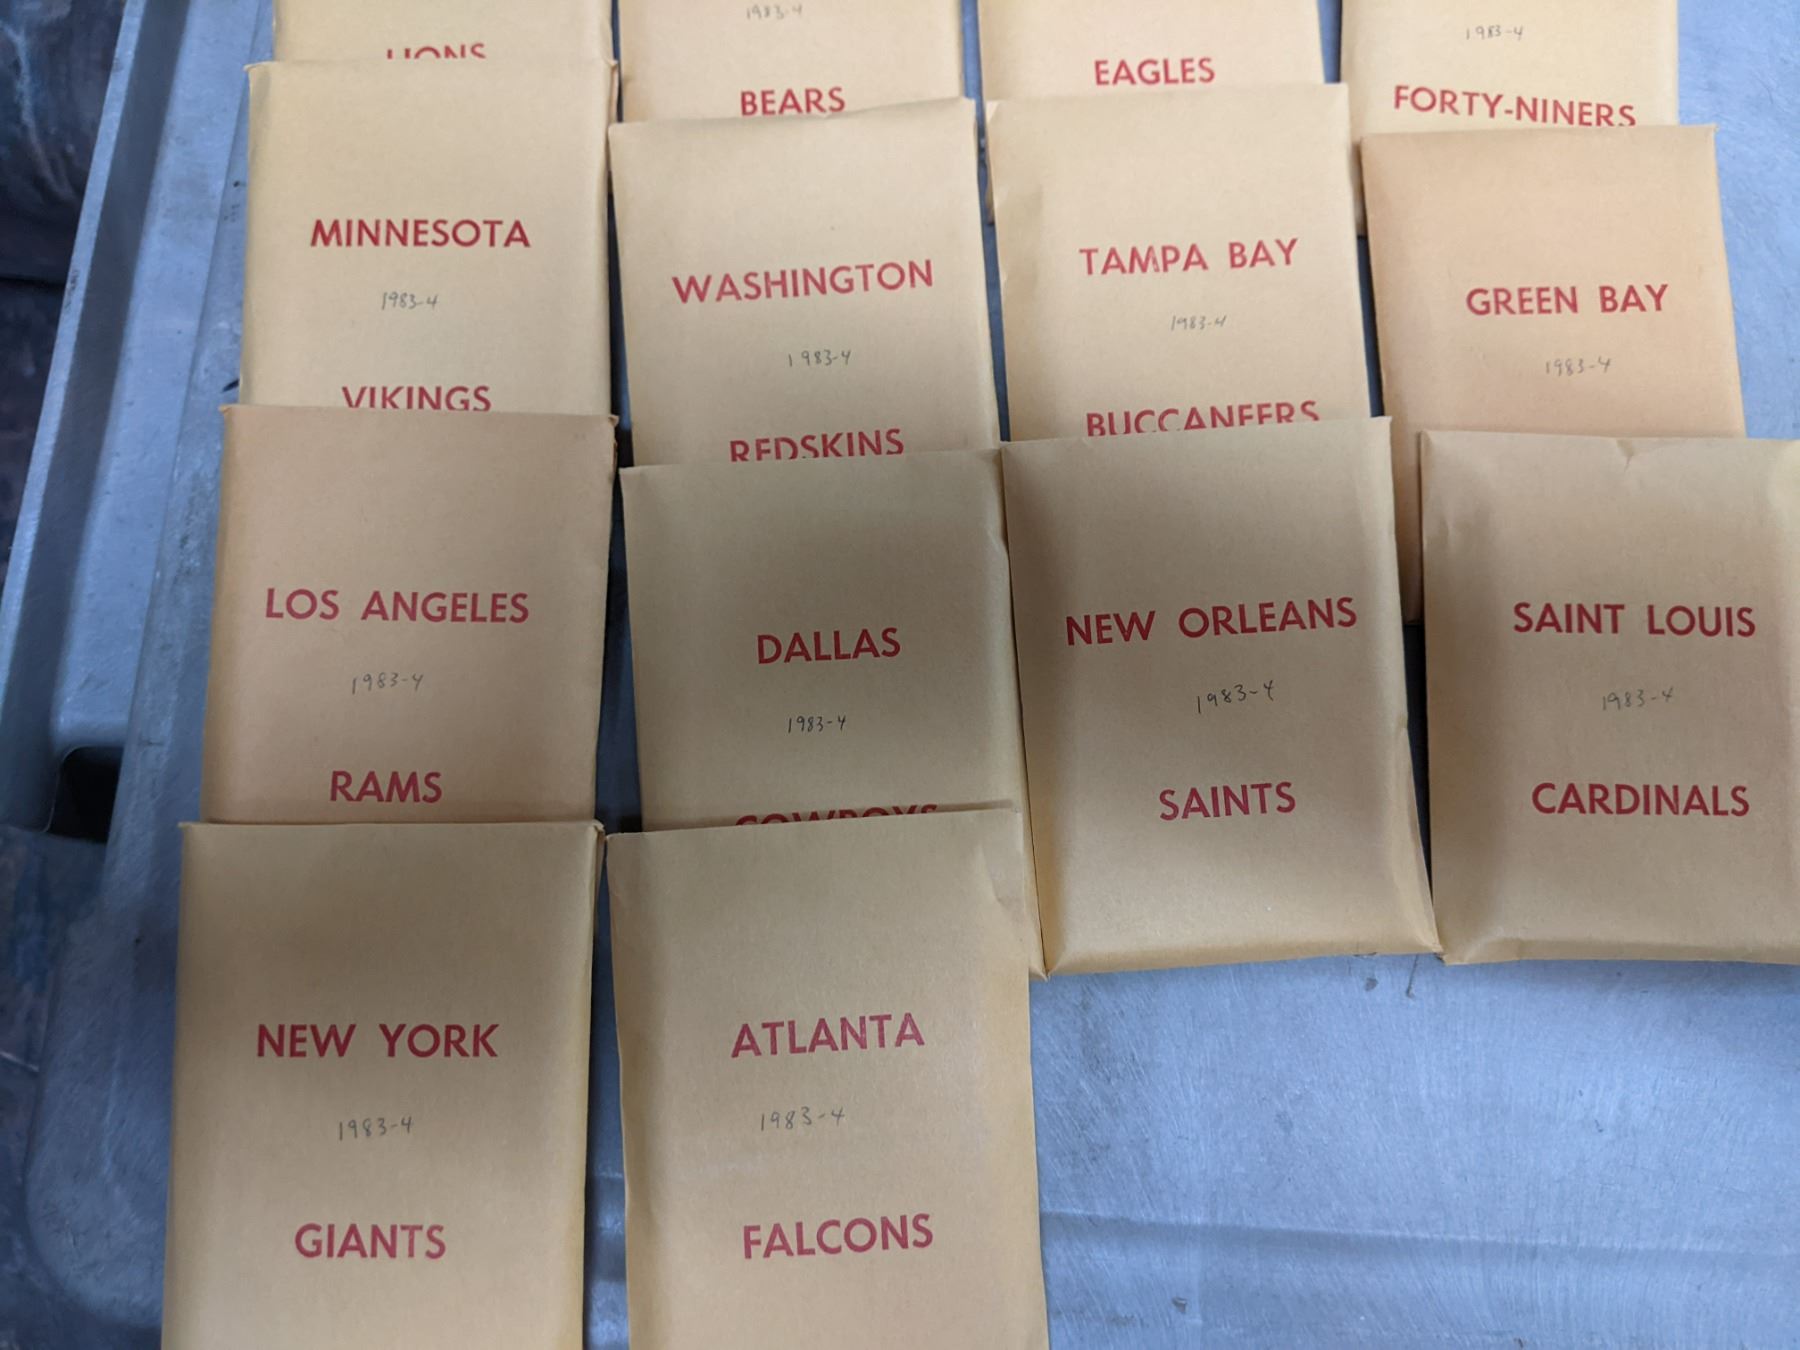 LIONS
1983-4
BEARS
EAGLES
1983-4
FORTY-NINERS
MINNESOTA
1983-4
VIKINGS
WASHINGTON
1983-4
REDSKINS
TAMPA BAY
1983-4
BUCCANEERS
GREEN BAY
1983-4
LOS ANGELES
1983-4
RAMS
DALLAS
1983-4
COWBOYS
NEW ORLEANS
1983-4
SAINTS
SAINT LOUIS
1983-4
CARDINALS
NEW YORK
1983-4
GIANTS
ATLANTA
1983-4
FALCONS